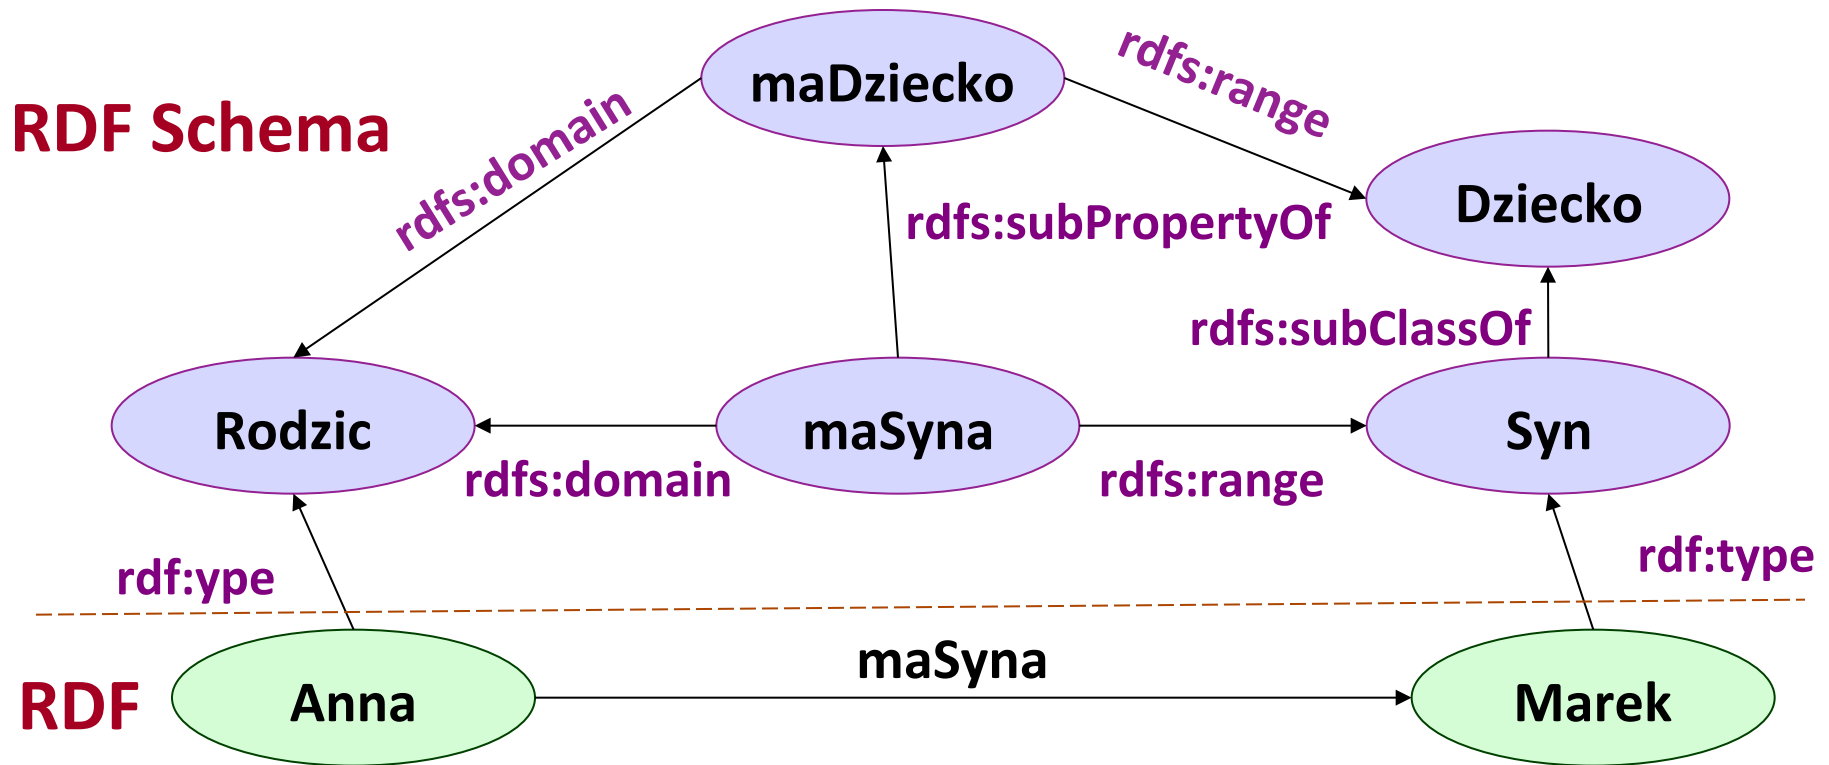 maDziecko
rdfs:range
RDF Schema
rdfs:domain
Dziecko
rdfs:subPropertyOf
rdfs:subClassOf
Rodzic
maSyna
Syn
rdfs:domain
rdfs:range
rdf:ype
rdf:type
maSyna
RDF
Anna
Marek